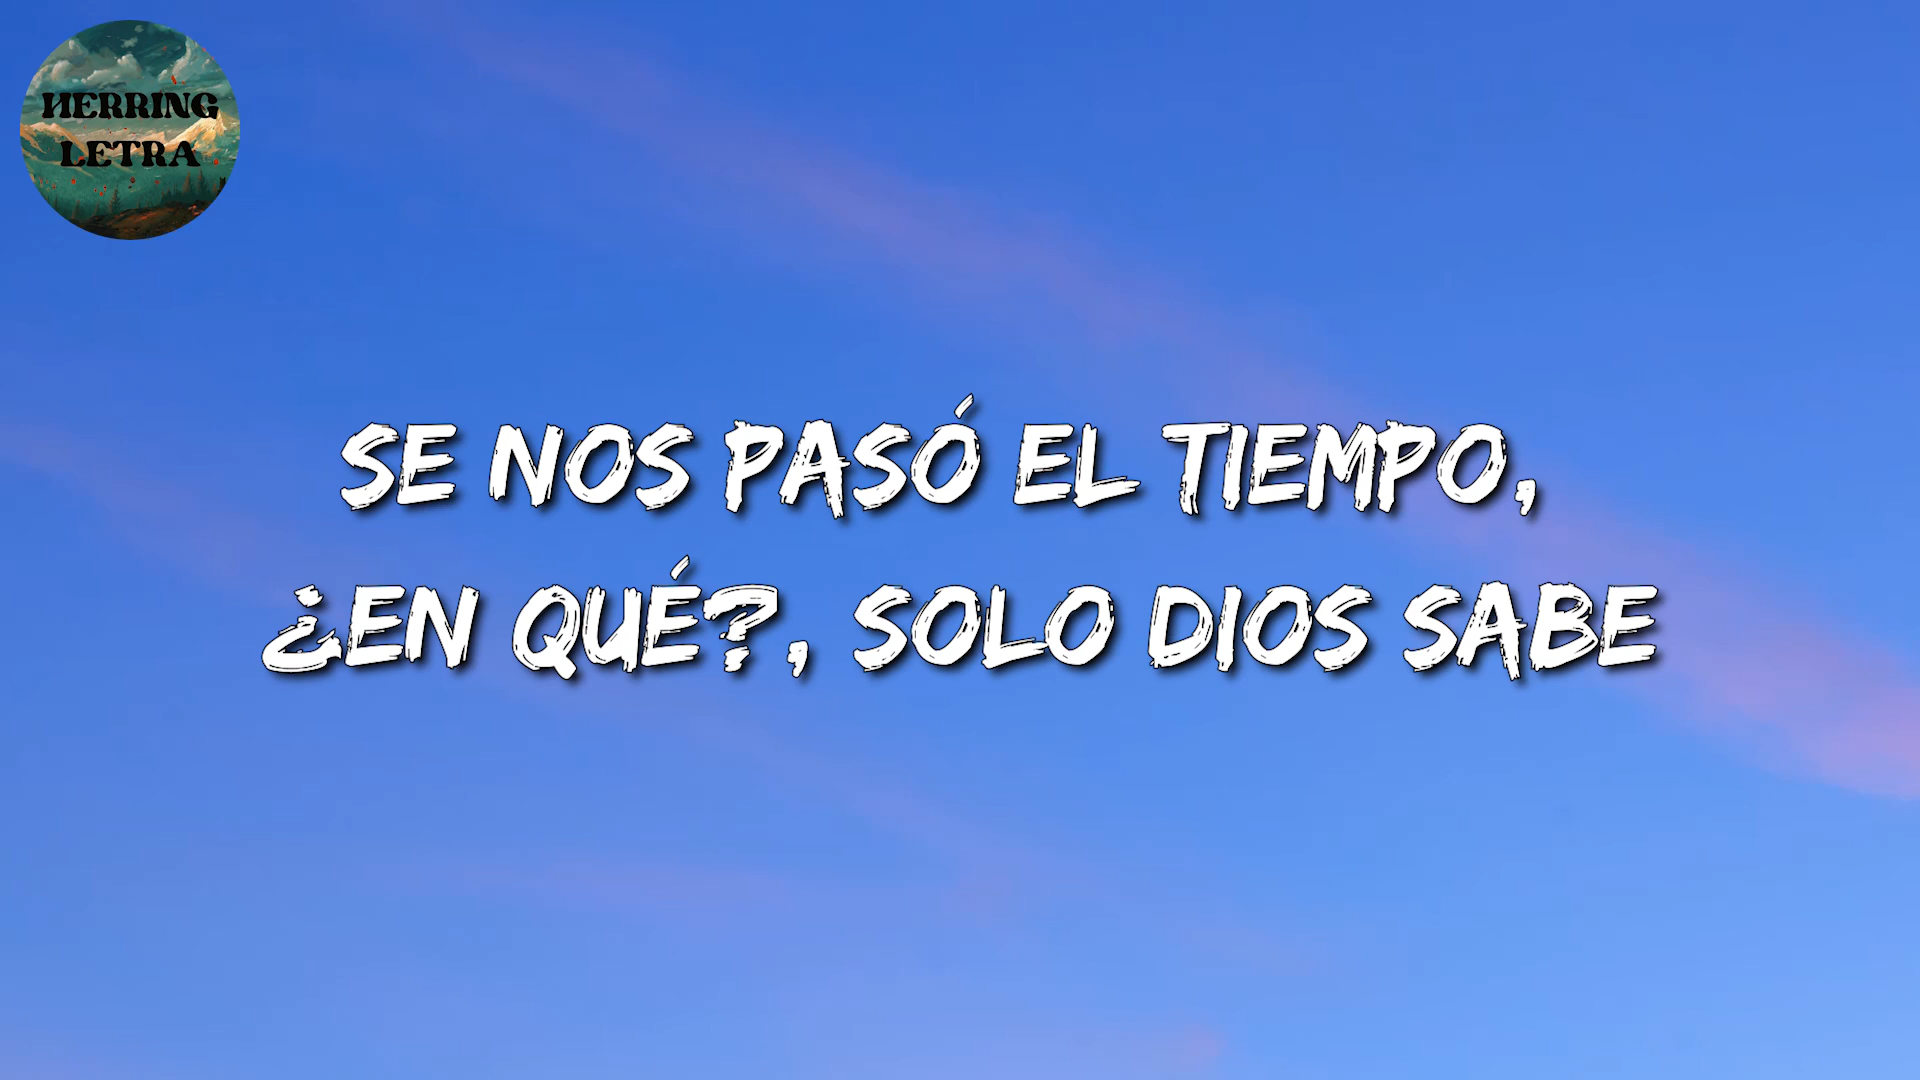 HERRING
LETRA
SE NOS PASÓ EL TIEMPO,
¿EN QUÉ?, SOLO DIOS SABE